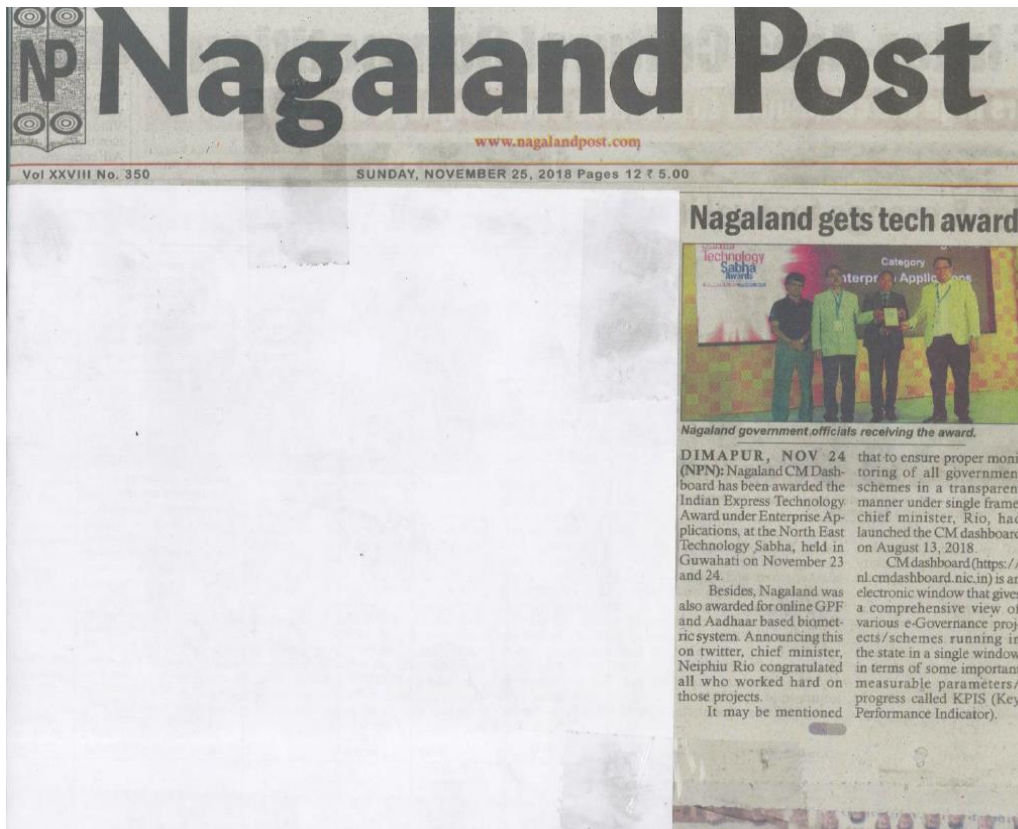 NP
Nagaland Post
www.nagalandpost.com
Vol XXVIII No. 350
SUNDAY, NOVEMBER 25, 2018 Pages 12 ₹ 5.00
Nagaland gets tech award
Technology
Sabha
Awards
Category
nterpr Applic ons
Nagaland government officials receiving the award.
DIMAPUR, NOV 24
(NPN): Nagaland CM Dash-
board has been awarded the
Indian Express Technology
Award under Enterprise Ap-
plications, at the North East
Technology Sabha, held in
Guwahati on November 23
and 24.
Besides, Nagaland was
also awarded for online GPF
and Aadhaar based biomet-
ric system. Announcing this
on twitter, chief minister,
Neiphiu Rio congratulated
all who worked hard on
those projects.
It may be mentioned
that to ensure proper moni
toring of all governmen
schemes in a transparen
manner under single frame
chief minister, Rio, had
launched the CM dashboard
on August 13, 2018.
CM dashboard (https://
nl.cmdashboard.nic.in) is an
electronic window that gives
a comprehensive view of
various e-Governance proj-
ects/schemes running in
the state in a single window
in terms of some important
measurable parameters/
progress called KPIS (Key
Performance Indicator).